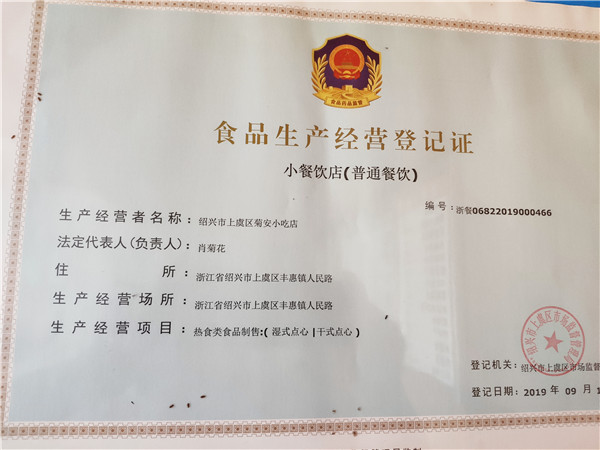 食品药品监督
食品生产经营登记证
小餐饮店(普通餐饮)
编号：浙餐06822019000466
生产经营者名称：绍兴市上虞区菊安小吃店
法定代表人(负责人)：肖菊花
住所：浙江省绍兴市上虞区丰惠镇人民路
生产经营场所：浙江省绍兴市上虞区丰惠镇人民路
生产经营项目：热食类食品制售:( 湿式点心 |干式点心 )
登记机关：绍兴市上虞区市场监督
登记日期：2019 年 09 月 1